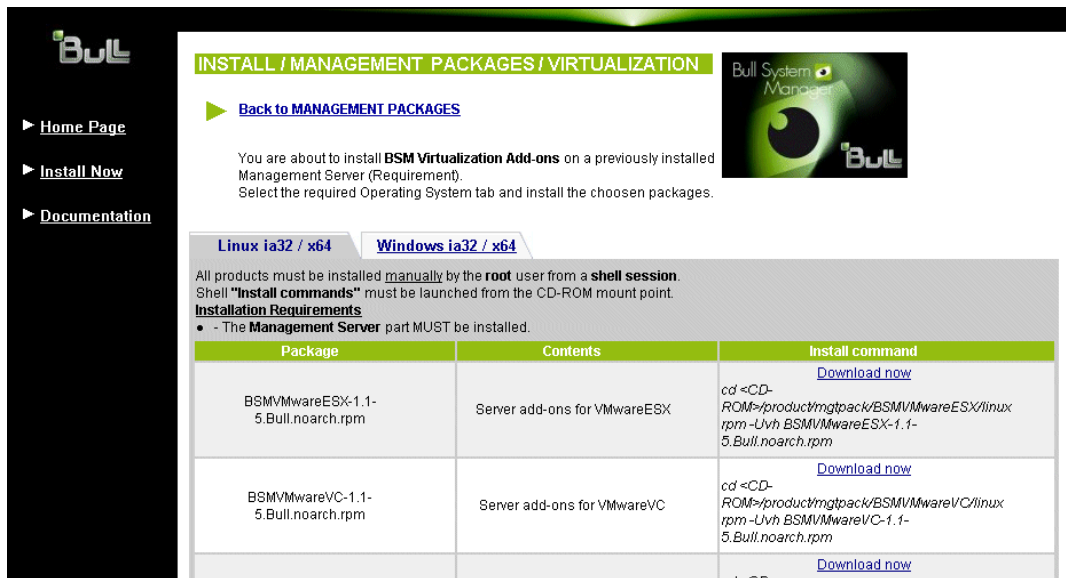 Bull
Home Page
Install Now
Documentation
INSTALL / MANAGEMENT PACKAGES / VIRTUALIZATION
Back to MANAGEMENT PACKAGES
You are about to install BSM Virtualization Add-ons on a previously installed
Management Server (Requirement).
Select the required Operating System tab and install the choosen packages.
Bull System
Manager
Bull
Linux ia32 / x64
Windows ia32 / x64
All products must be installed manually by the root user from a shell session.
Shell "Install commands" must be launched from the CD-ROM mount point.
Installation Requirements
- The Management Server part MUST be installed.
Package
Contents
Install command
BSMVMwareESX-1.1-
5.Bull.noarch.rpm
Server add-ons for VMwareESX
Download now
cd <CD-
ROM>/product/mgtpack/BSMVMwareESX/linux
rpm -Uvh BSMVMwareESX-1.1-
5.Bull.noarch.rpm
BSMVMwareVC-1.1-
5.Bull.noarch.rpm
Server add-ons for VMwareVC
Download now
cd <CD-
ROM>/product/mgtpack/BSMVMwareVC/linux
rpm -Uvh BSMVMwareVC-1.1-
5.Bull.noarch.rpm
Download now